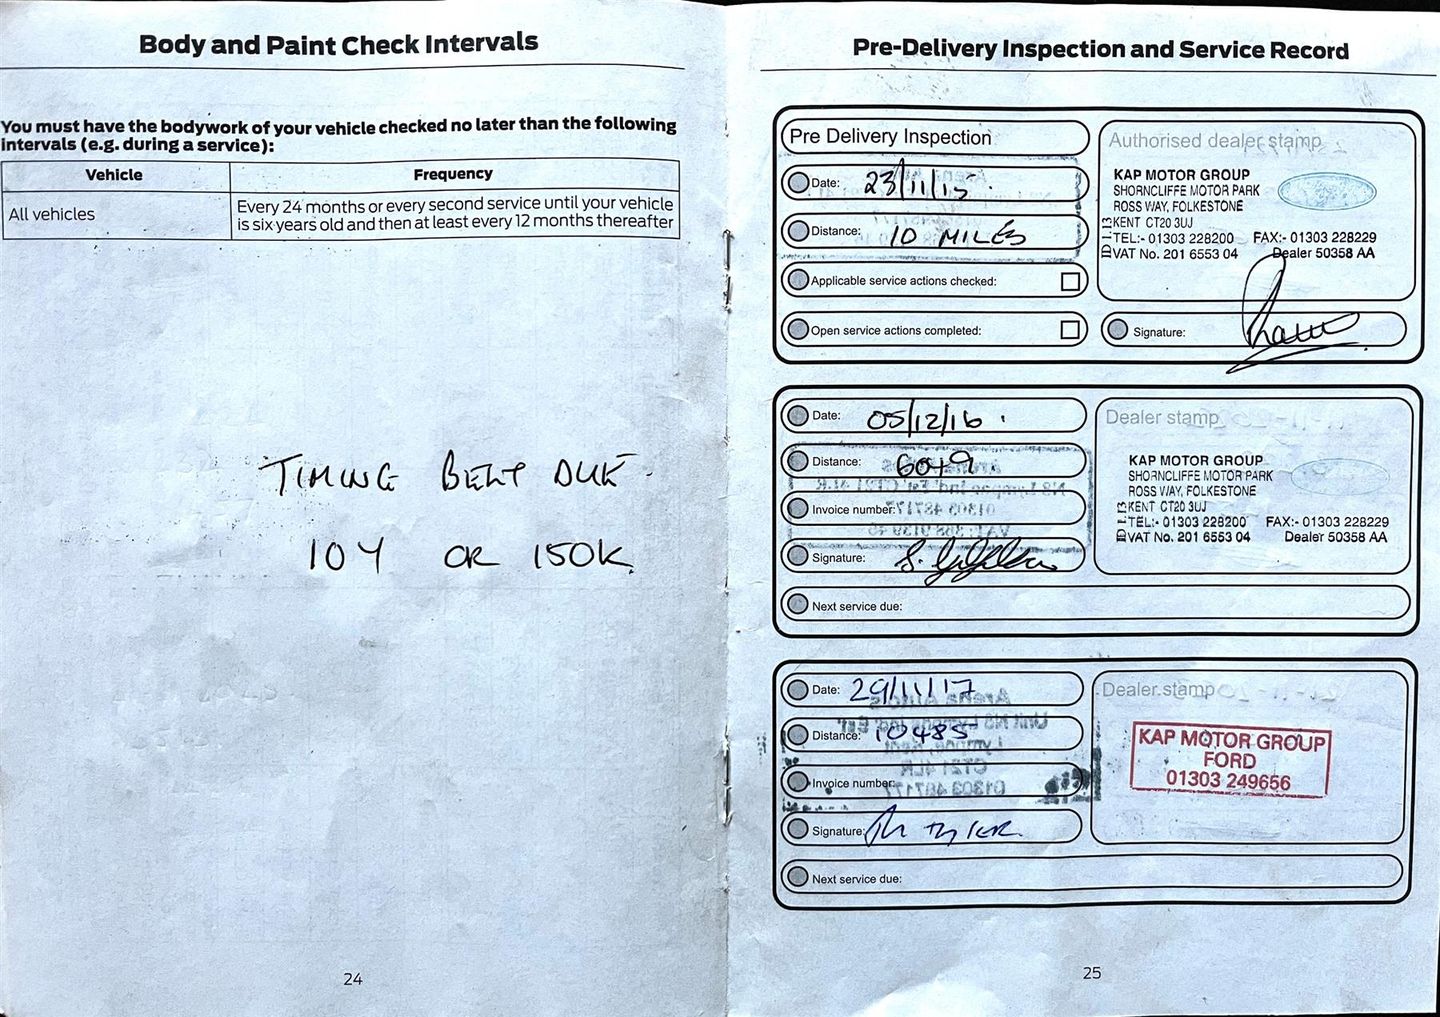 Body and Paint Check Intervals
You must have the bodywork of your vehicle checked no later than the following
intervals (e.g. during a service):
Vehicle Frequency
All vehicles Every 24 months or every second service until your vehicle
is six years old and then at least every 12 months thereafter
TIMING BELT DUE
10Y OR 150K
24
Pre-Delivery Inspection and Service Record
Pre Delivery Inspection
Date: 23/11/15
Distance: 10 MILES
Applicable service actions checked:
Open service actions completed:
Authorised dealer stamp
KAP MOTOR GROUP
SHORNCLIFFE MOTOR PARK
ROSS WAY, FOLKESTONE
KENT CT20 3UJ
TEL:- 01303 228200 FAX:- 01303 228229
VAT No. 201 6553 04 Dealer 50358 AA
Signature:
Date: 05/12/16
Distance: 6049
Invoice number:
Signature:
Next service due:
Dealer stamp
KAP MOTOR GROUP
SHORNCLIFFE MOTOR PARK
ROSS WAY, FOLKESTONE
KENT CT20 3UJ
TEL:- 01303 228200 FAX:- 01303 228229
VAT No. 201 6553 04 Dealer 50358 AA
Date: 29/11/17
Distance: 10485
Invoice number:
Signature:
Next service due:
Dealer stamp
KAP MOTOR GROUP
FORD
01303 249656
25